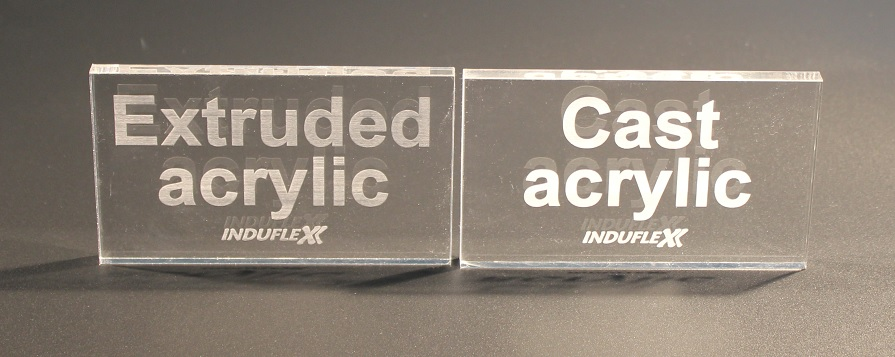 Extruded
acrylic
INDUFLEX
Cast
acrylic
INDUFLEX